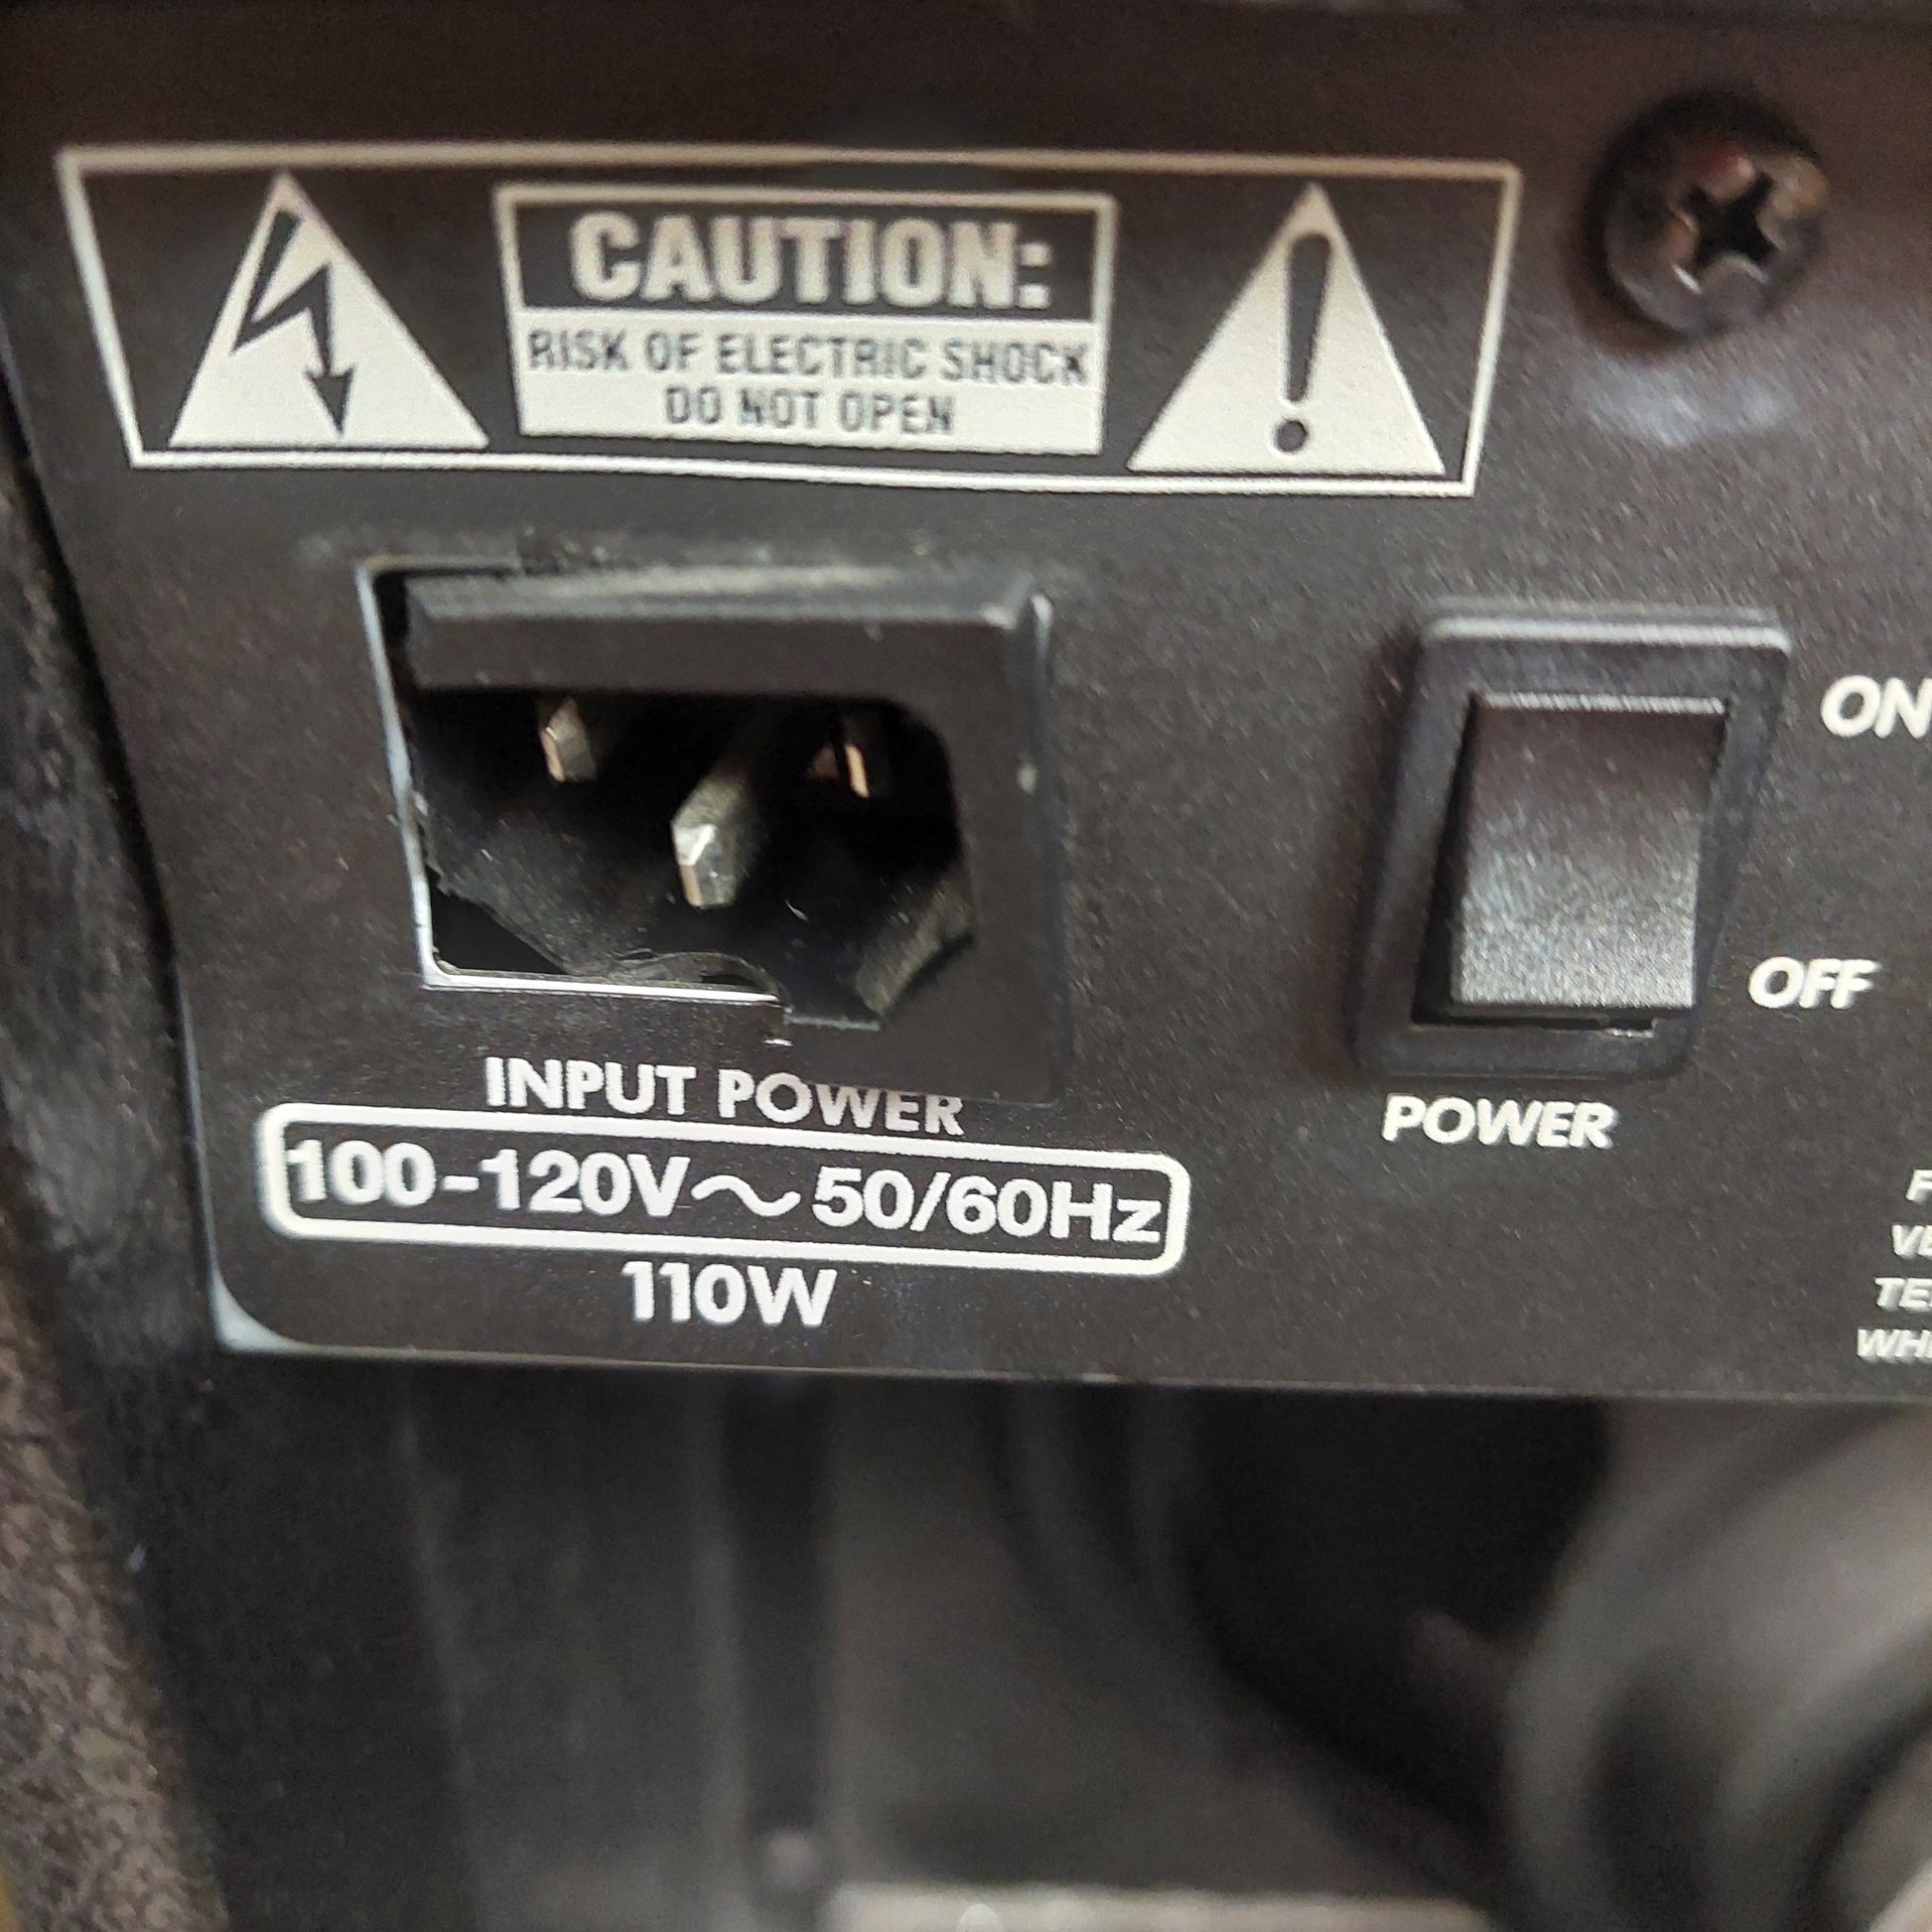 CAUTION:
RISK OF ELECTRIC SHOCK
DO NOT OPEN
ON
OFF
INPUT POWER
POWER
100-120V~50/60Hz
110W